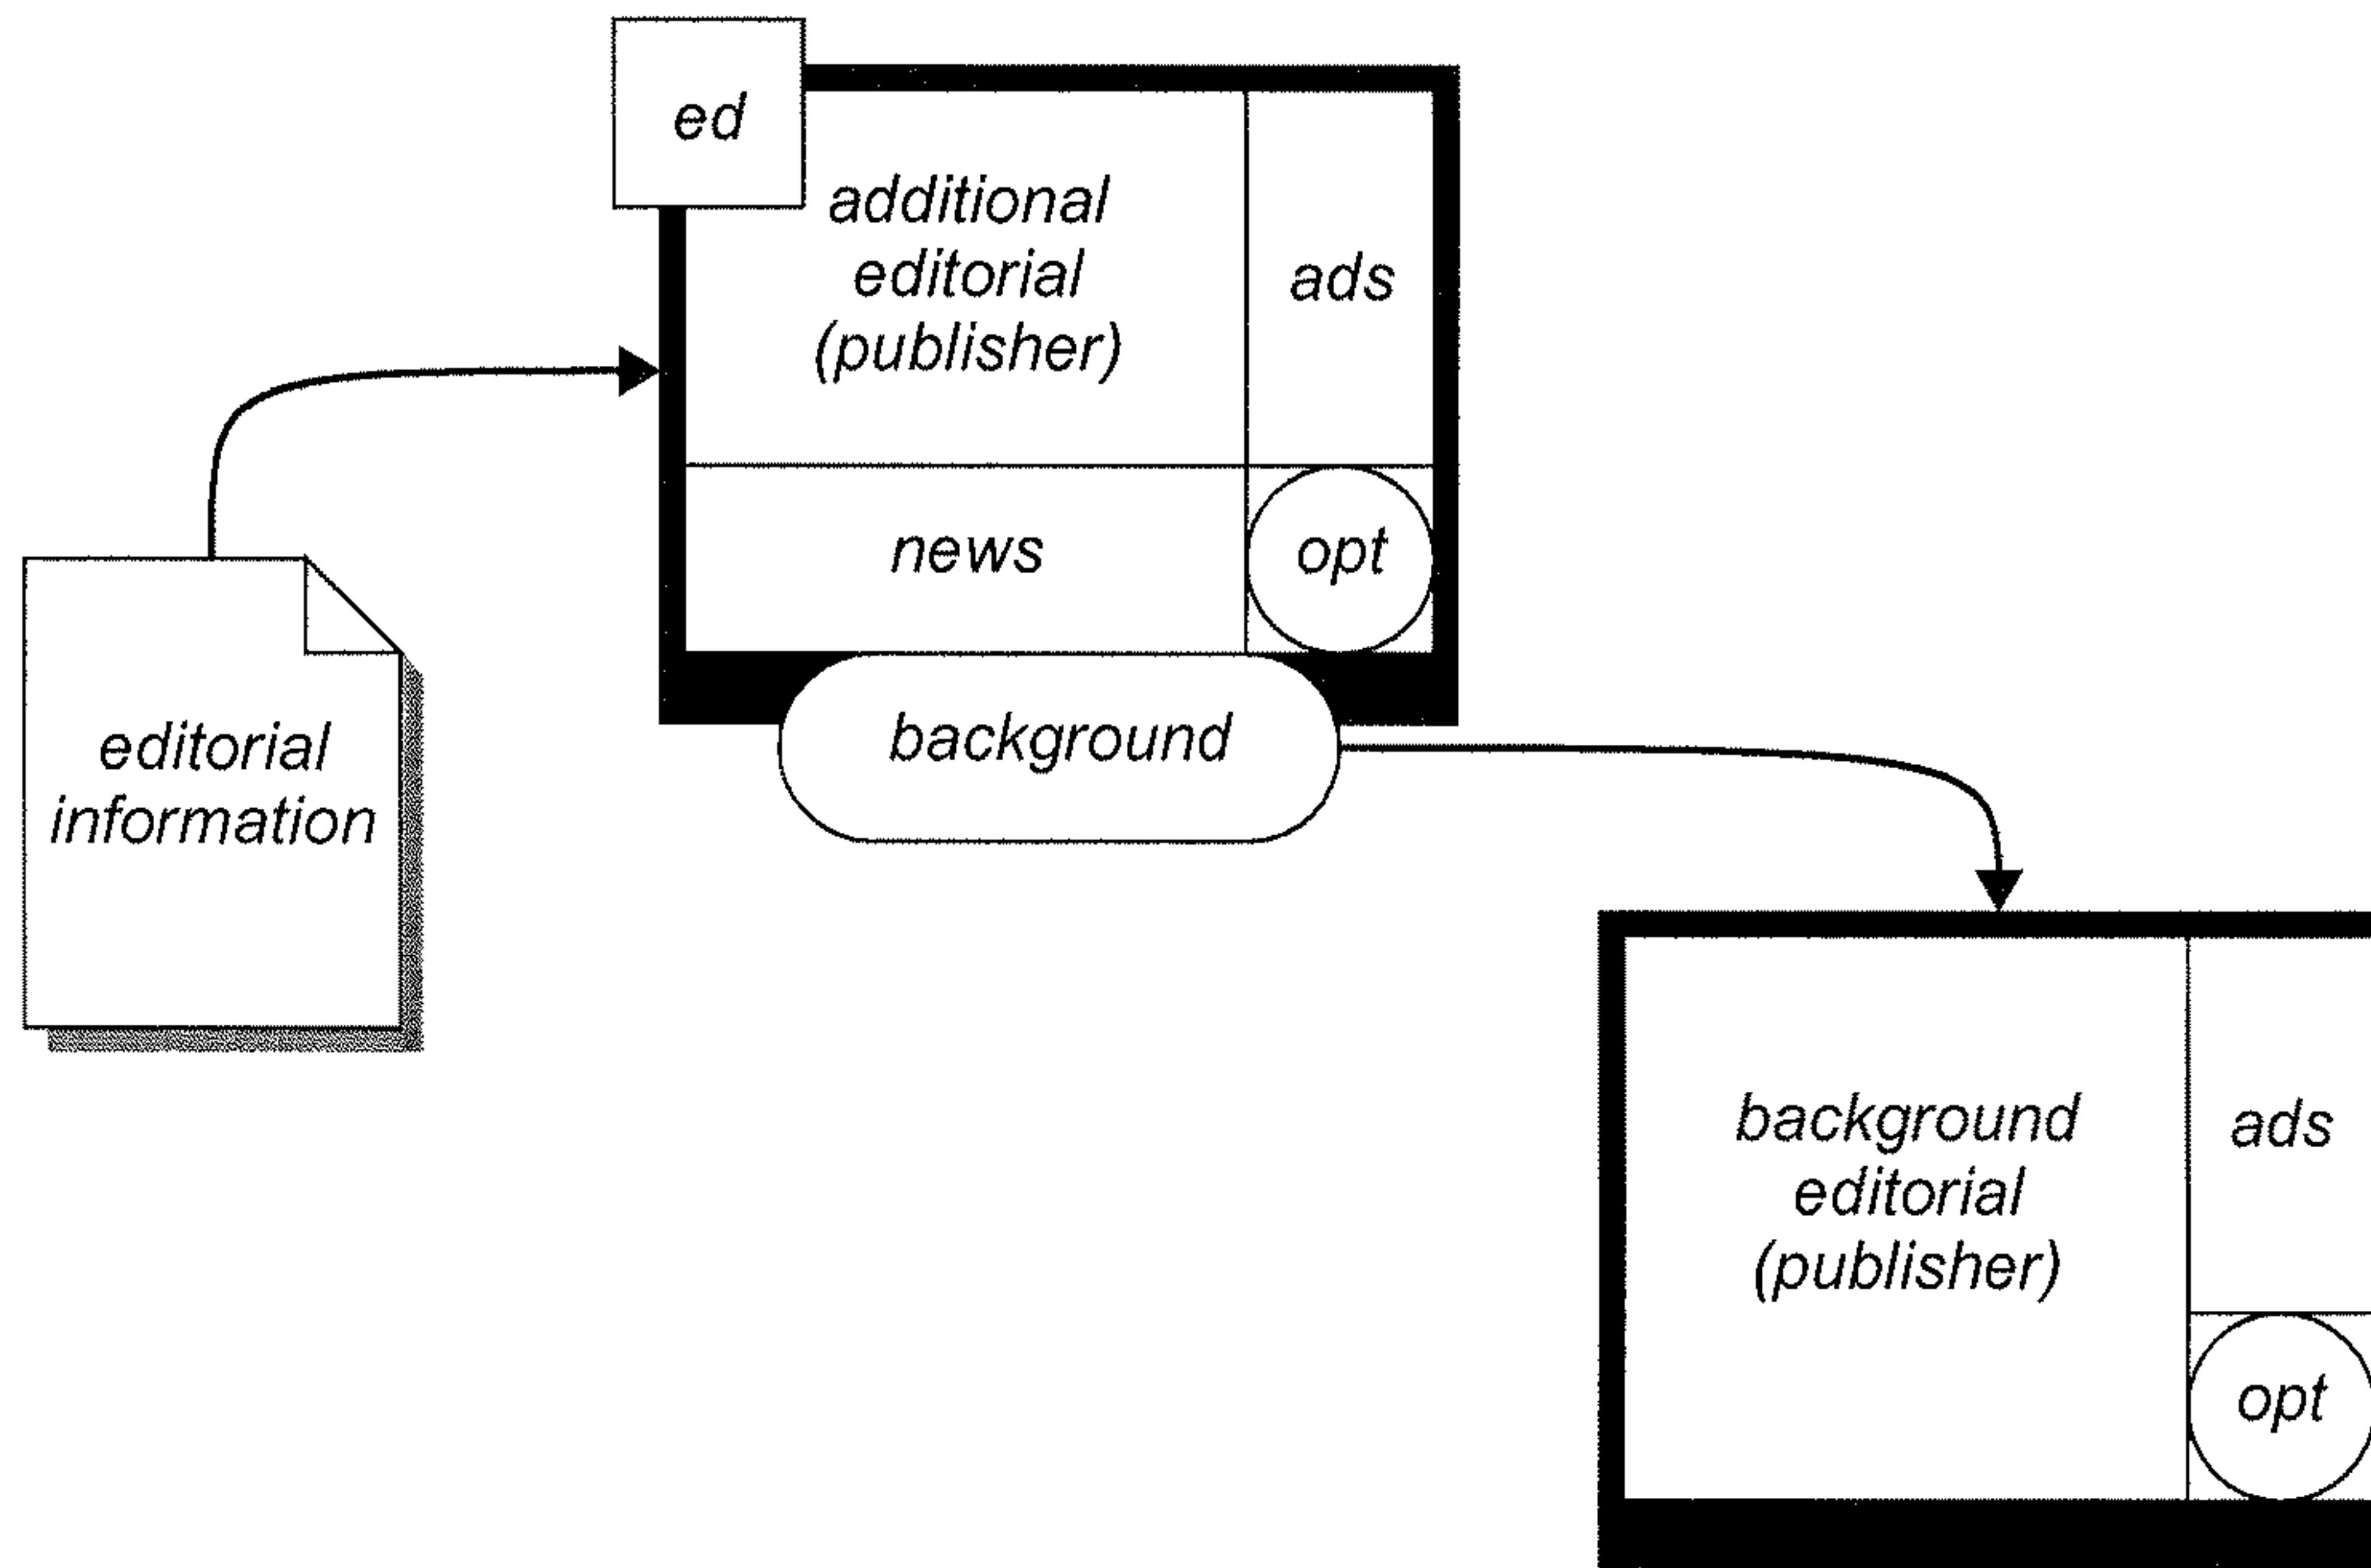 ed
additional
editorial
(publisher)
ads
news
opt
background
editorial
information
background
editorial
(publisher)
ads
opt